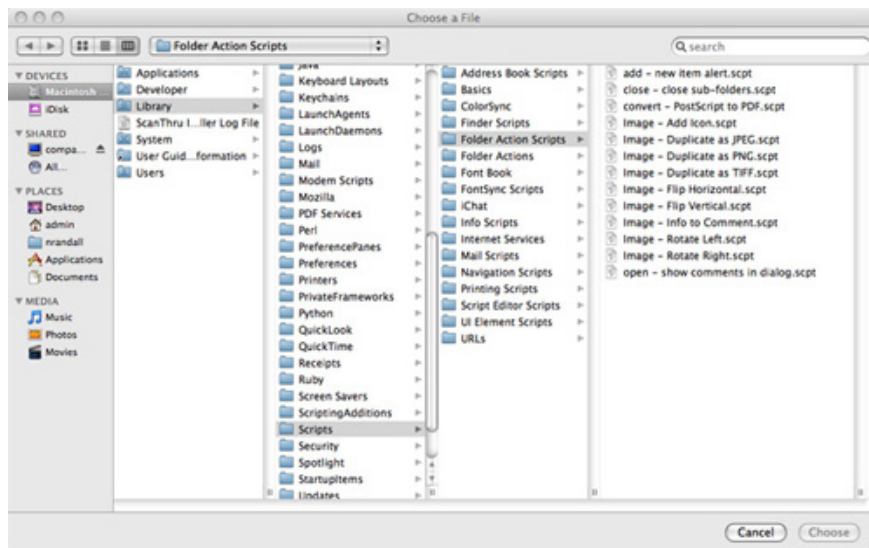 Choose a File
Folder Action Scripts
search
DEVICES
Macintosh ...
iDisk
SHARED
compa...
All...
PLACES
Desktop
admin
nrandall
Applications
Documents
MEDIA
Music
Photos
Movies
Applications
Developer
Library
ScanThru I...ller Log File
System
User Guid...formation
Users
Java
Keyboard Layouts
Keychains
LaunchAgents
LaunchDaemons
Logs
Mail
Modem Scripts
Mozilla
PDF Services
Perl
PreferencePanes
Preferences
Printers
PrivateFrameworks
Python
QuickLook
QuickTime
Receipts
Ruby
Screen Savers
ScriptingAdditions
Scripts
Security
Spotlight
StartupItems
Updates
Address Book Scripts
Basics
ColorSync
Finder Scripts
Folder Action Scripts
Folder Actions
Font Book
FontSync Scripts
iChat
Info Scripts
Internet Services
Mail Scripts
Navigation Scripts
Printing Scripts
Script Editor Scripts
UI Element Scripts
URLs
add - new item alert.scpt
close - close sub-folders.scpt
convert - PostScript to PDF.scpt
Image - Add Icon.scpt
Image - Duplicate as JPEG.scpt
Image - Duplicate as PNG.scpt
Image - Duplicate as TIFF.scpt
Image - Flip Horizontal.scpt
Image - Flip Vertical.scpt
Image - Info to Comment.scpt
Image - Rotate Left.scpt
Image - Rotate Right.scpt
open - show comments in dialog.scpt
Cancel
Choose